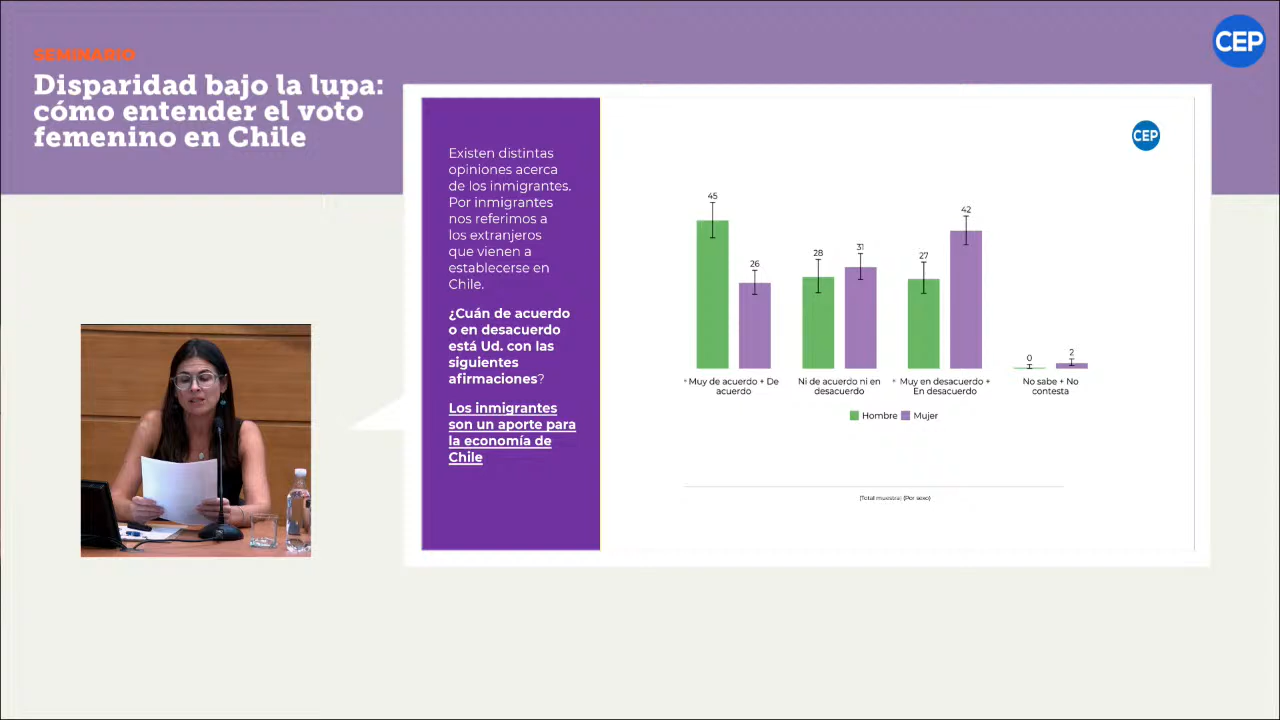 SEMINARIO
Disparidad bajo la lupa:
cómo entender el voto
femenino en Chile
CEP
Existen distintas
opiniones acerca
de los inmigrantes.
Por inmigrantes
nos referimos a
los extranjeros
que vienen a
establecerse en
Chile.
¿Cuán de acuerdo
o en desacuerdo
está Ud. con las
siguientes
afirmaciones?
Los inmigrantes
son un aporte para
la economía de
Chile
CEP
45
26
28
31
27
42
0
2
* Muy de acuerdo + De
acuerdo
Ni de acuerdo ni en
desacuerdo
* Muy en desacuerdo +
En desacuerdo
No sabe + No
contesta
Hombre Mujer
(Total muestra) (Por sexo)